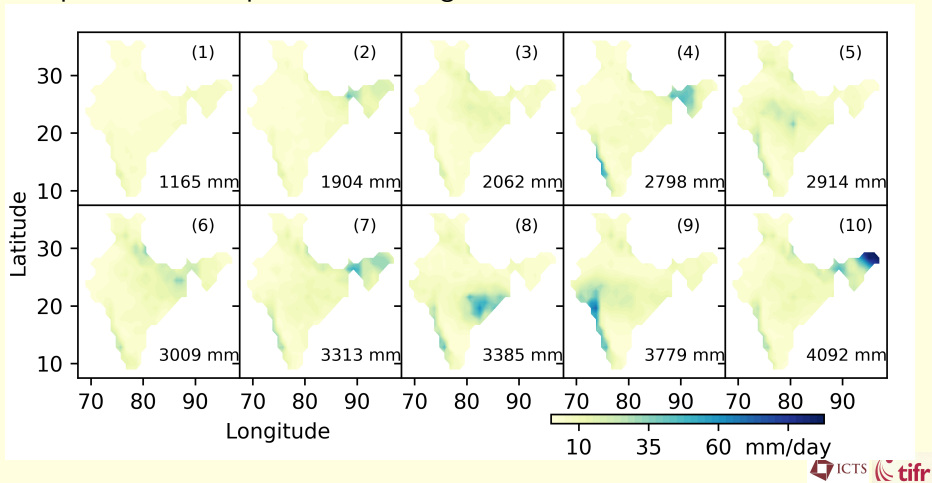 (1) (2) (3) (4) (5)
30
20
10
1165 mm 1904 mm 2062 mm 2798 mm 2914 mm
Latitude
(6) (7) (8) (9) (10)
30
20
10
3009 mm 3313 mm 3385 mm 3779 mm 4092 mm
70 80 90 70 80 90 70 80 90 70 80 90 70 80 90
Longitude
10 35 60 mm/day
ICTS tifr